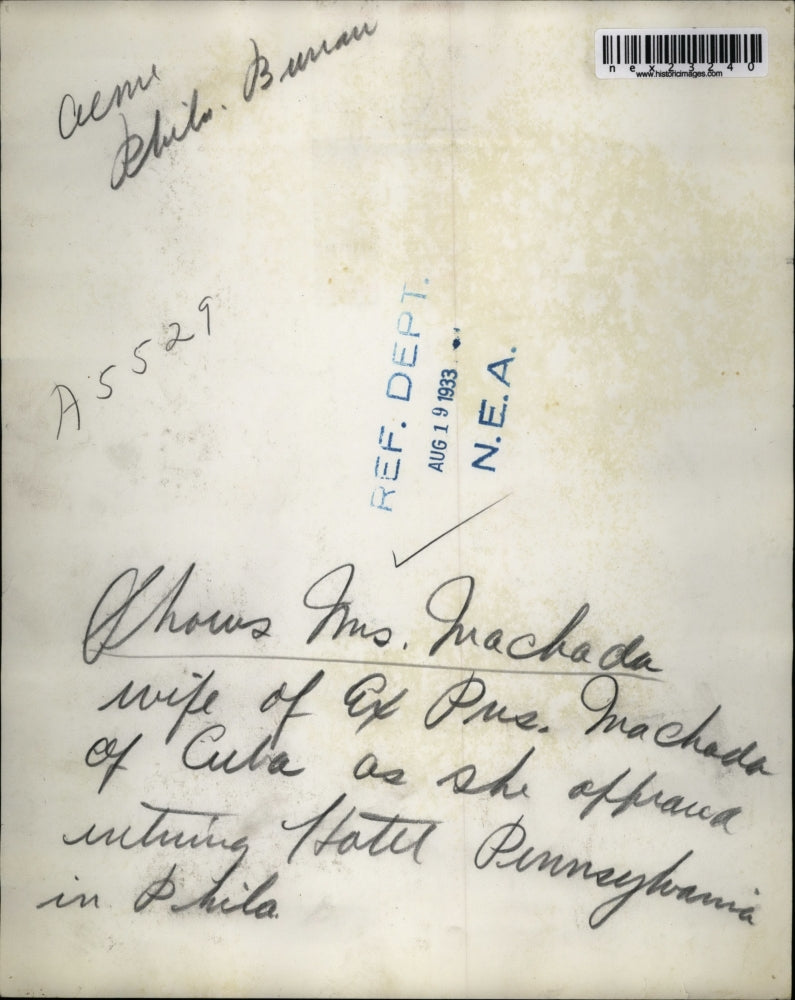 Acme
Phila. Bureau
nex23240
www.historicimages.com
A5529
REF. DEPT.
AUG 19 1933
N.E.A.
Shows Mrs. Machada
wife of Ex Pres. Machada
of Cuba as she appeared
entering Hotel Pennsylvania
in Phila.